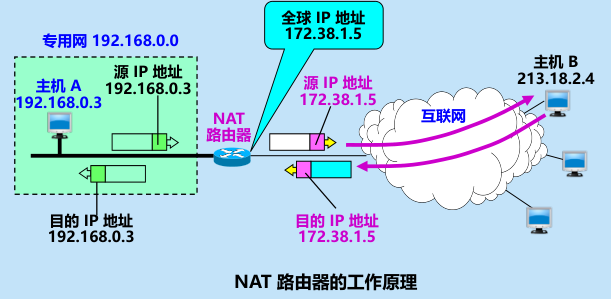 全球 IP 地址
172.38.1.5
专用网 192.168.0.0
主机 A
192.168.0.3
源 IP 地址
192.168.0.3
NAT
路由器
源 IP 地址
172.38.1.5
互联网
主机 B
213.18.2.4
目的 IP 地址
192.168.0.3
目的 IP 地址
172.38.1.5
NAT 路由器的工作原理